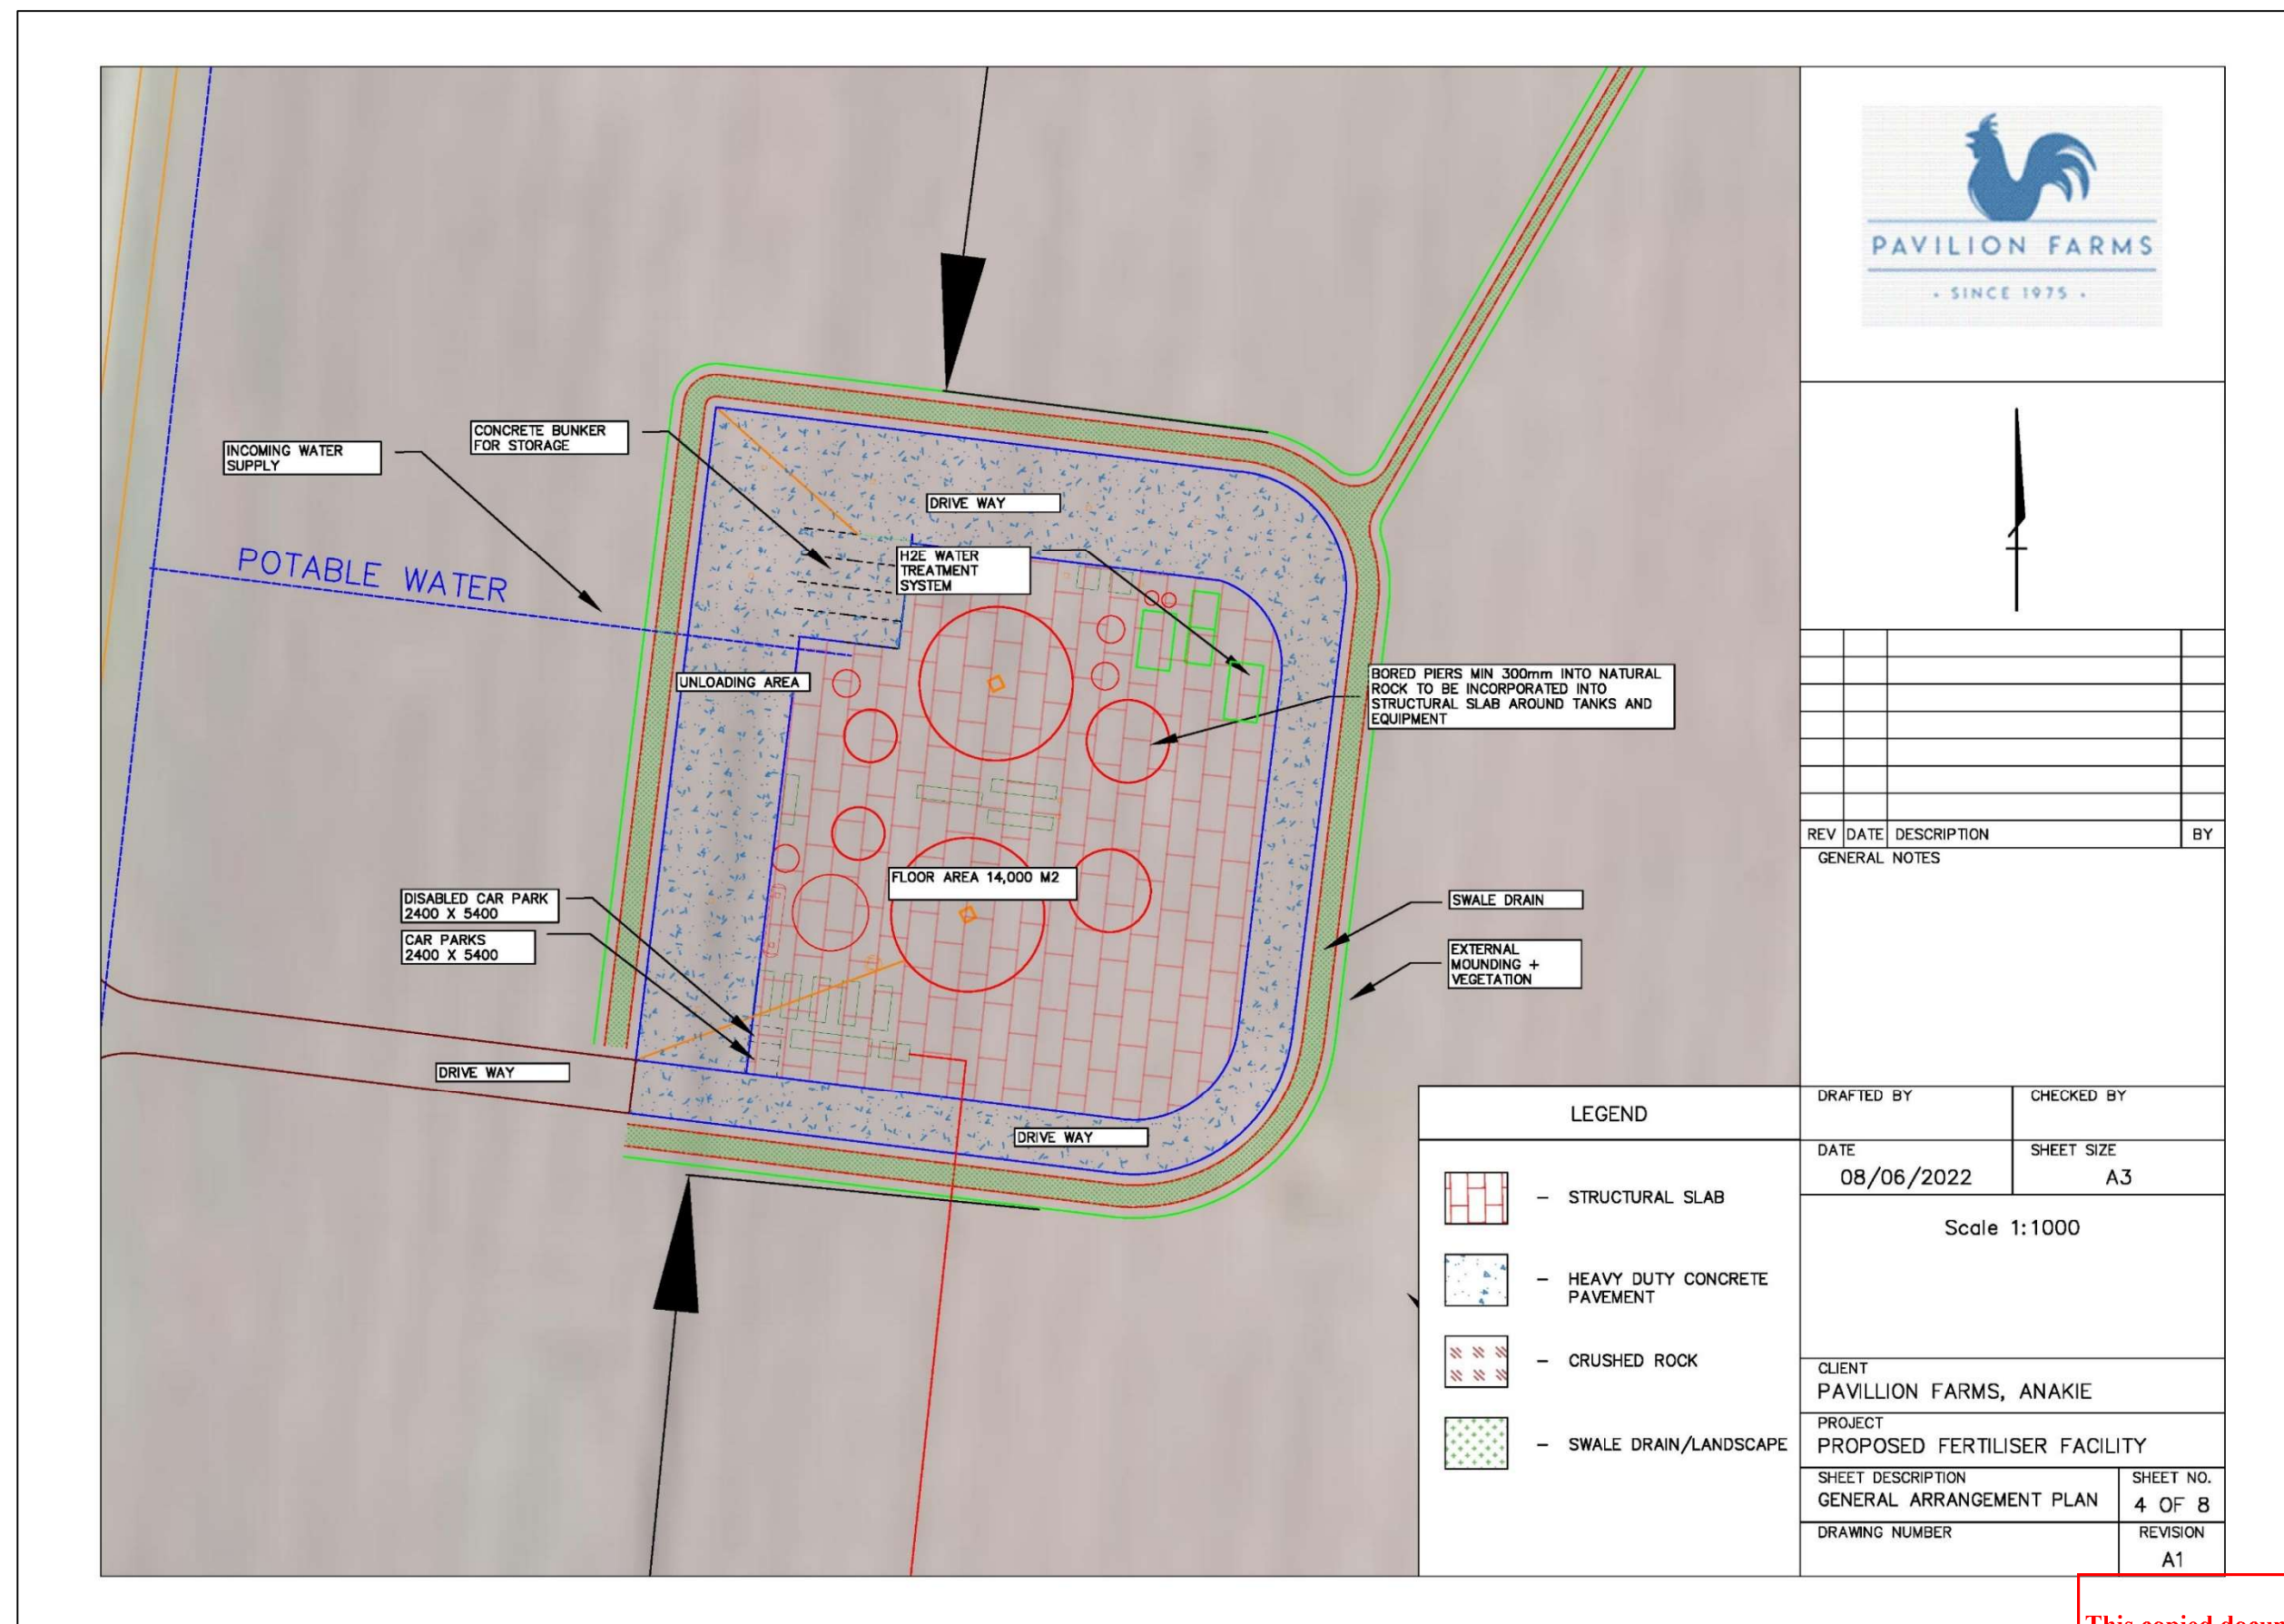 PAVILION FARMS
• SINCE 1975 •
CONCRETE BUNKER
FOR STORAGE
INCOMING WATER
SUPPLY
DRIVE WAY
H2E WATER
TREATMENT
SYSTEM
POTABLE WATER
UNLOADING AREA
BORED PIERS MIN 300mm INTO NATURAL
ROCK TO BE INCORPORATED INTO
STRUCTURAL SLAB AROUND TANKS AND
EQUIPMENT
FLOOR AREA 14,000 M2
DISABLED CAR PARK
2400 X 5400
CAR PARKS
2400 X 5400
SWALE DRAIN
EXTERNAL
MOUNDING +
VEGETATION
DRIVE WAY
DRIVE WAY
LEGEND
– STRUCTURAL SLAB
– HEAVY DUTY CONCRETE
PAVEMENT
– CRUSHED ROCK
– SWALE DRAIN/LANDSCAPE
REV DATE DESCRIPTION BY
GENERAL NOTES
DRAFTED BY
CHECKED BY
DATE
08/06/2022
SHEET SIZE
A3
Scale 1:1000
CLIENT
PAVILLION FARMS, ANAKIE
PROJECT
PROPOSED FERTILISER FACILITY
SHEET DESCRIPTION
GENERAL ARRANGEMENT PLAN
SHEET NO.
4 OF 8
DRAWING NUMBER
REVISION
A1
This copied